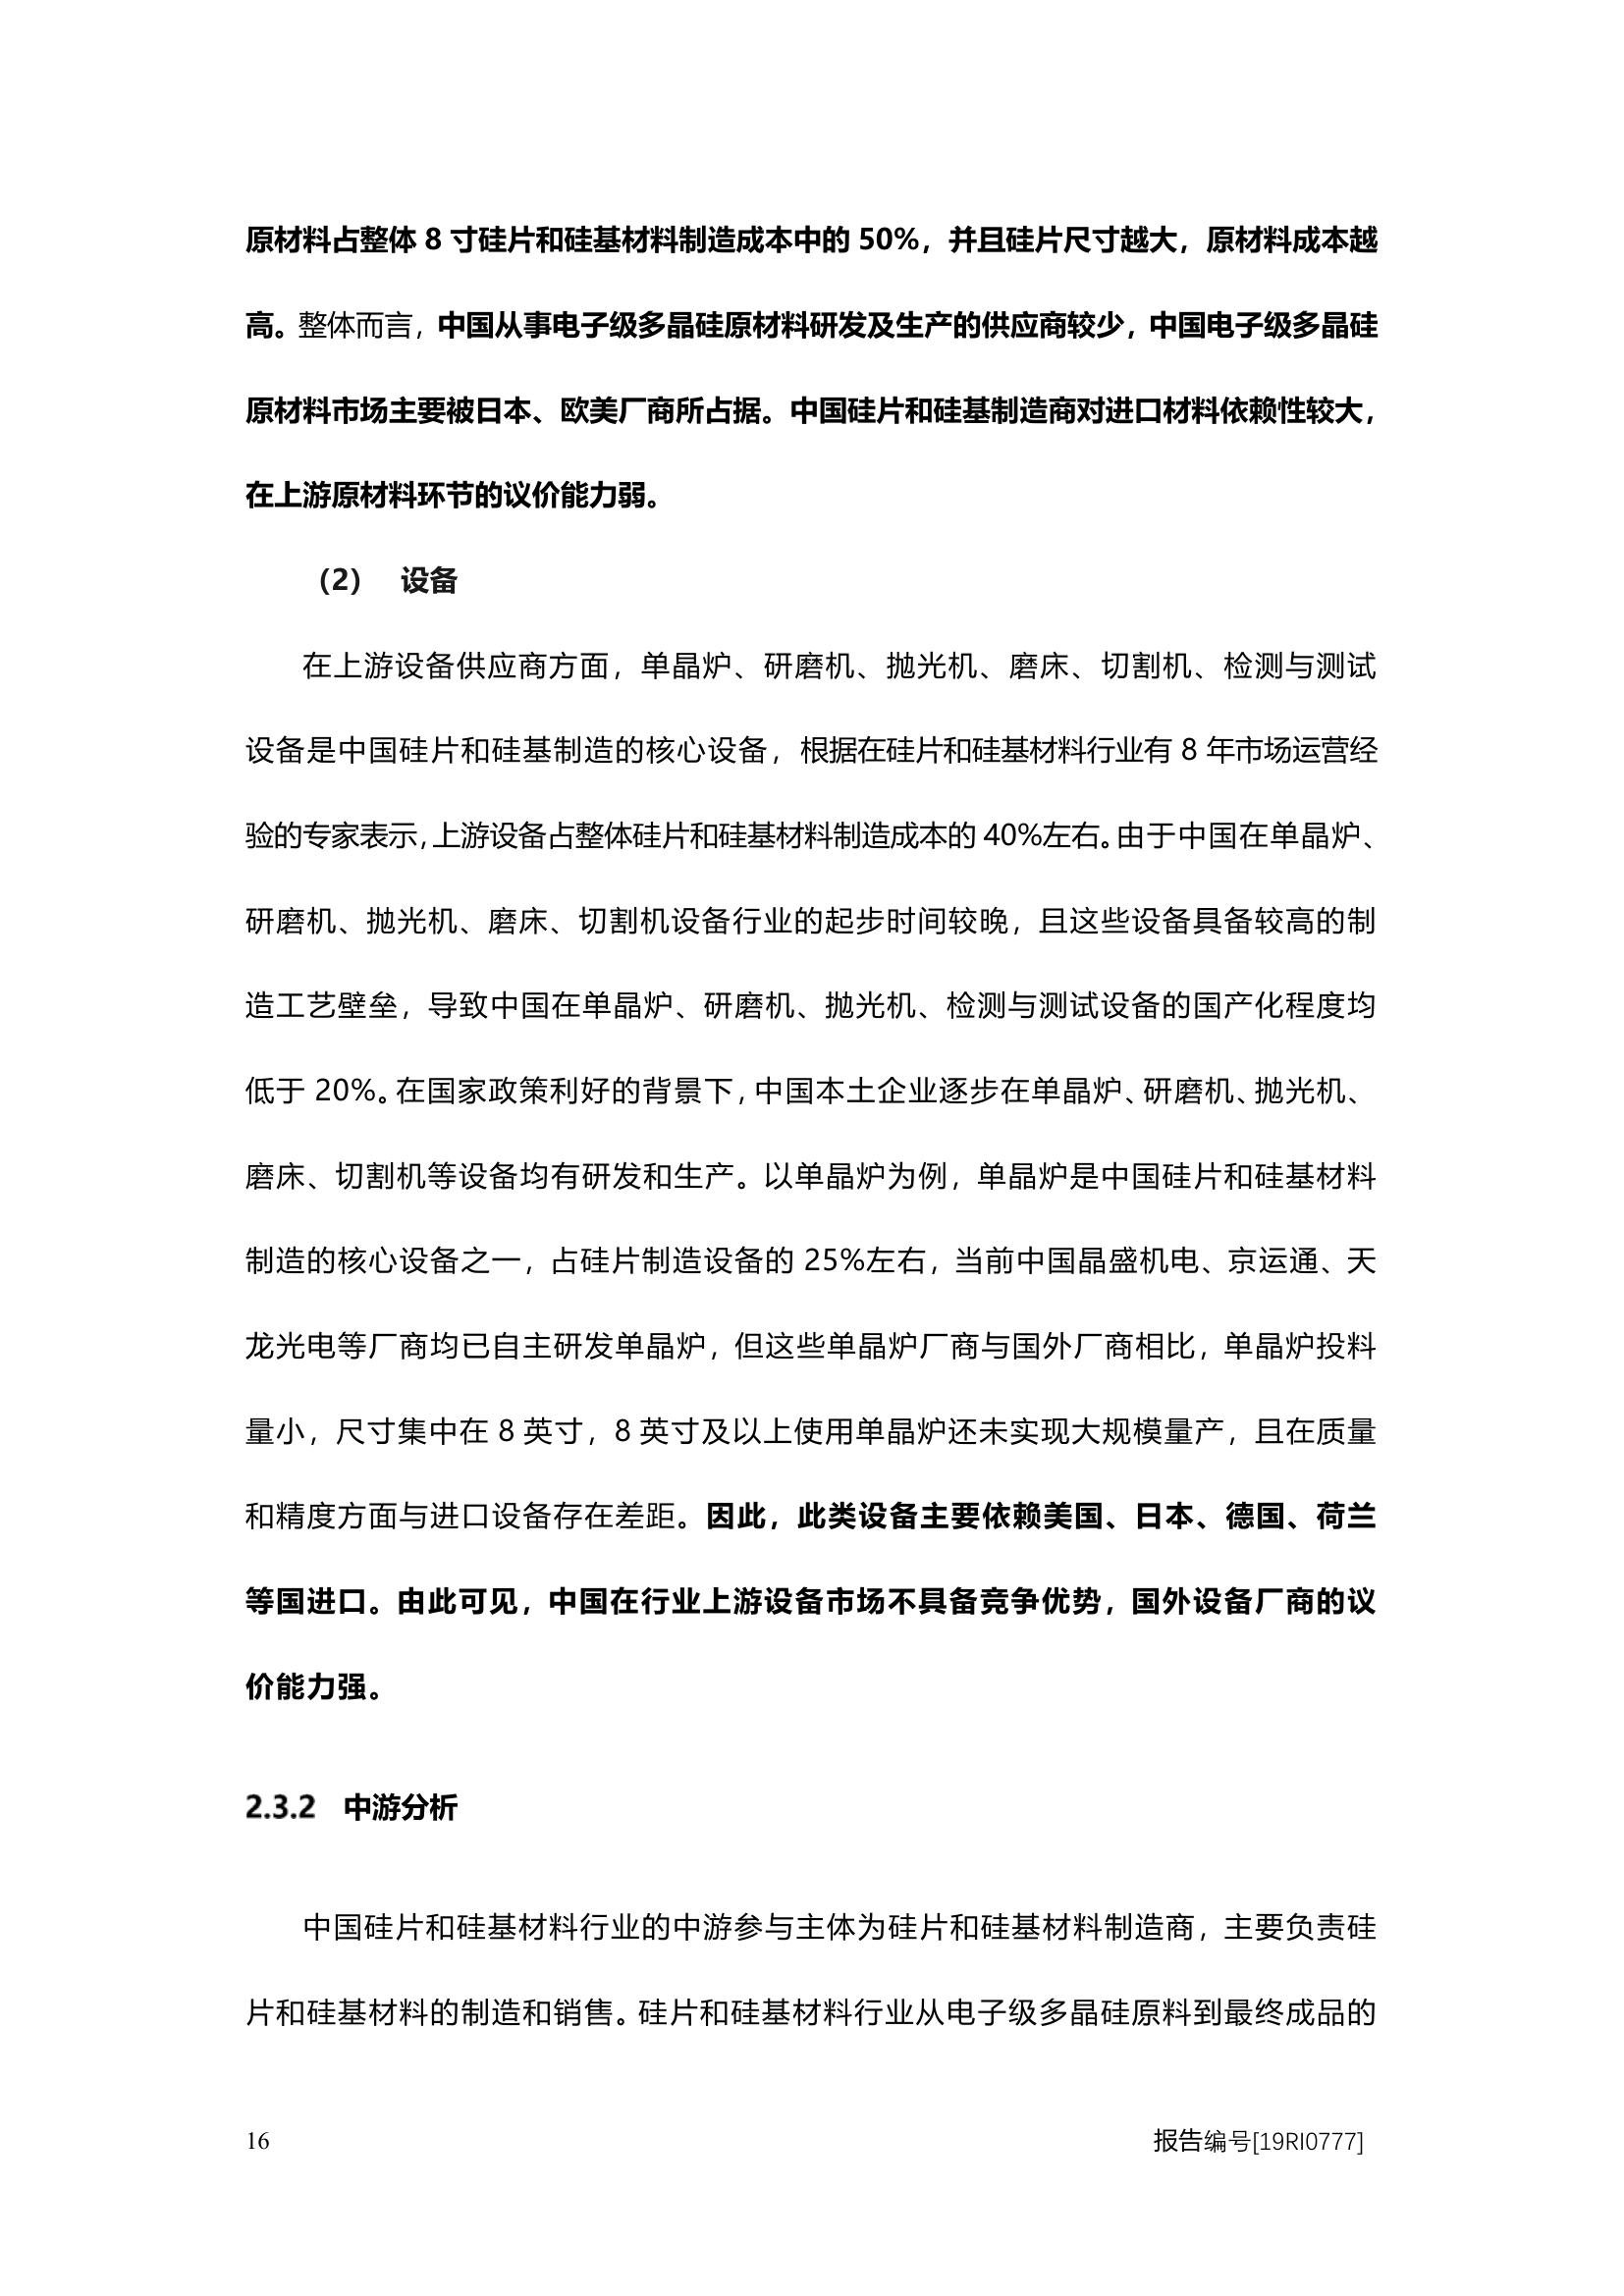 原材料占整体 8 寸硅片和硅基材料制造成本中的 50%，并且硅片尺寸越大，原材料成本越
高。整体而言，中国从事电子级多晶硅原材料研发及生产的供应商较少，中国电子级多晶硅
原材料市场主要被日本、欧美厂商所占据。中国硅片和硅基制造商对进口材料依赖性较大，
在上游原材料环节的议价能力弱。
（2） 设备
在上游设备供应商方面，单晶炉、研磨机、抛光机、磨床、切割机、检测与测试
设备是中国硅片和硅基制造的核心设备，根据在硅片和硅基材料行业有 8 年市场运营经
验的专家表示，上游设备占整体硅片和硅基材料制造成本的 40%左右。由于中国在单晶炉、
研磨机、抛光机、磨床、切割机设备行业的起步时间较晚，且这些设备具备较高的制
造工艺壁垒，导致中国在单晶炉、研磨机、抛光机、检测与测试设备的国产化程度均
低于 20%。在国家政策利好的背景下，中国本土企业逐步在单晶炉、研磨机、抛光机、
磨床、切割机等设备均有研发和生产。以单晶炉为例，单晶炉是中国硅片和硅基材料
制造的核心设备之一，占硅片制造设备的 25%左右，当前中国晶盛机电、京运通、天
龙光电等厂商均已自主研发单晶炉，但这些单晶炉厂商与国外厂商相比，单晶炉投料
量小，尺寸集中在 8 英寸，8 英寸及以上使用单晶炉还未实现大规模量产，且在质量
和精度方面与进口设备存在差距。因此，此类设备主要依赖美国、日本、德国、荷兰
等国进口。由此可见，中国在行业上游设备市场不具备竞争优势，国外设备厂商的议
价能力强。
2.3.2 中游分析
中国硅片和硅基材料行业的中游参与主体为硅片和硅基材料制造商，主要负责硅
片和硅基材料的制造和销售。硅片和硅基材料行业从电子级多晶硅原料到最终成品的
16 报告编号[19RI0777]